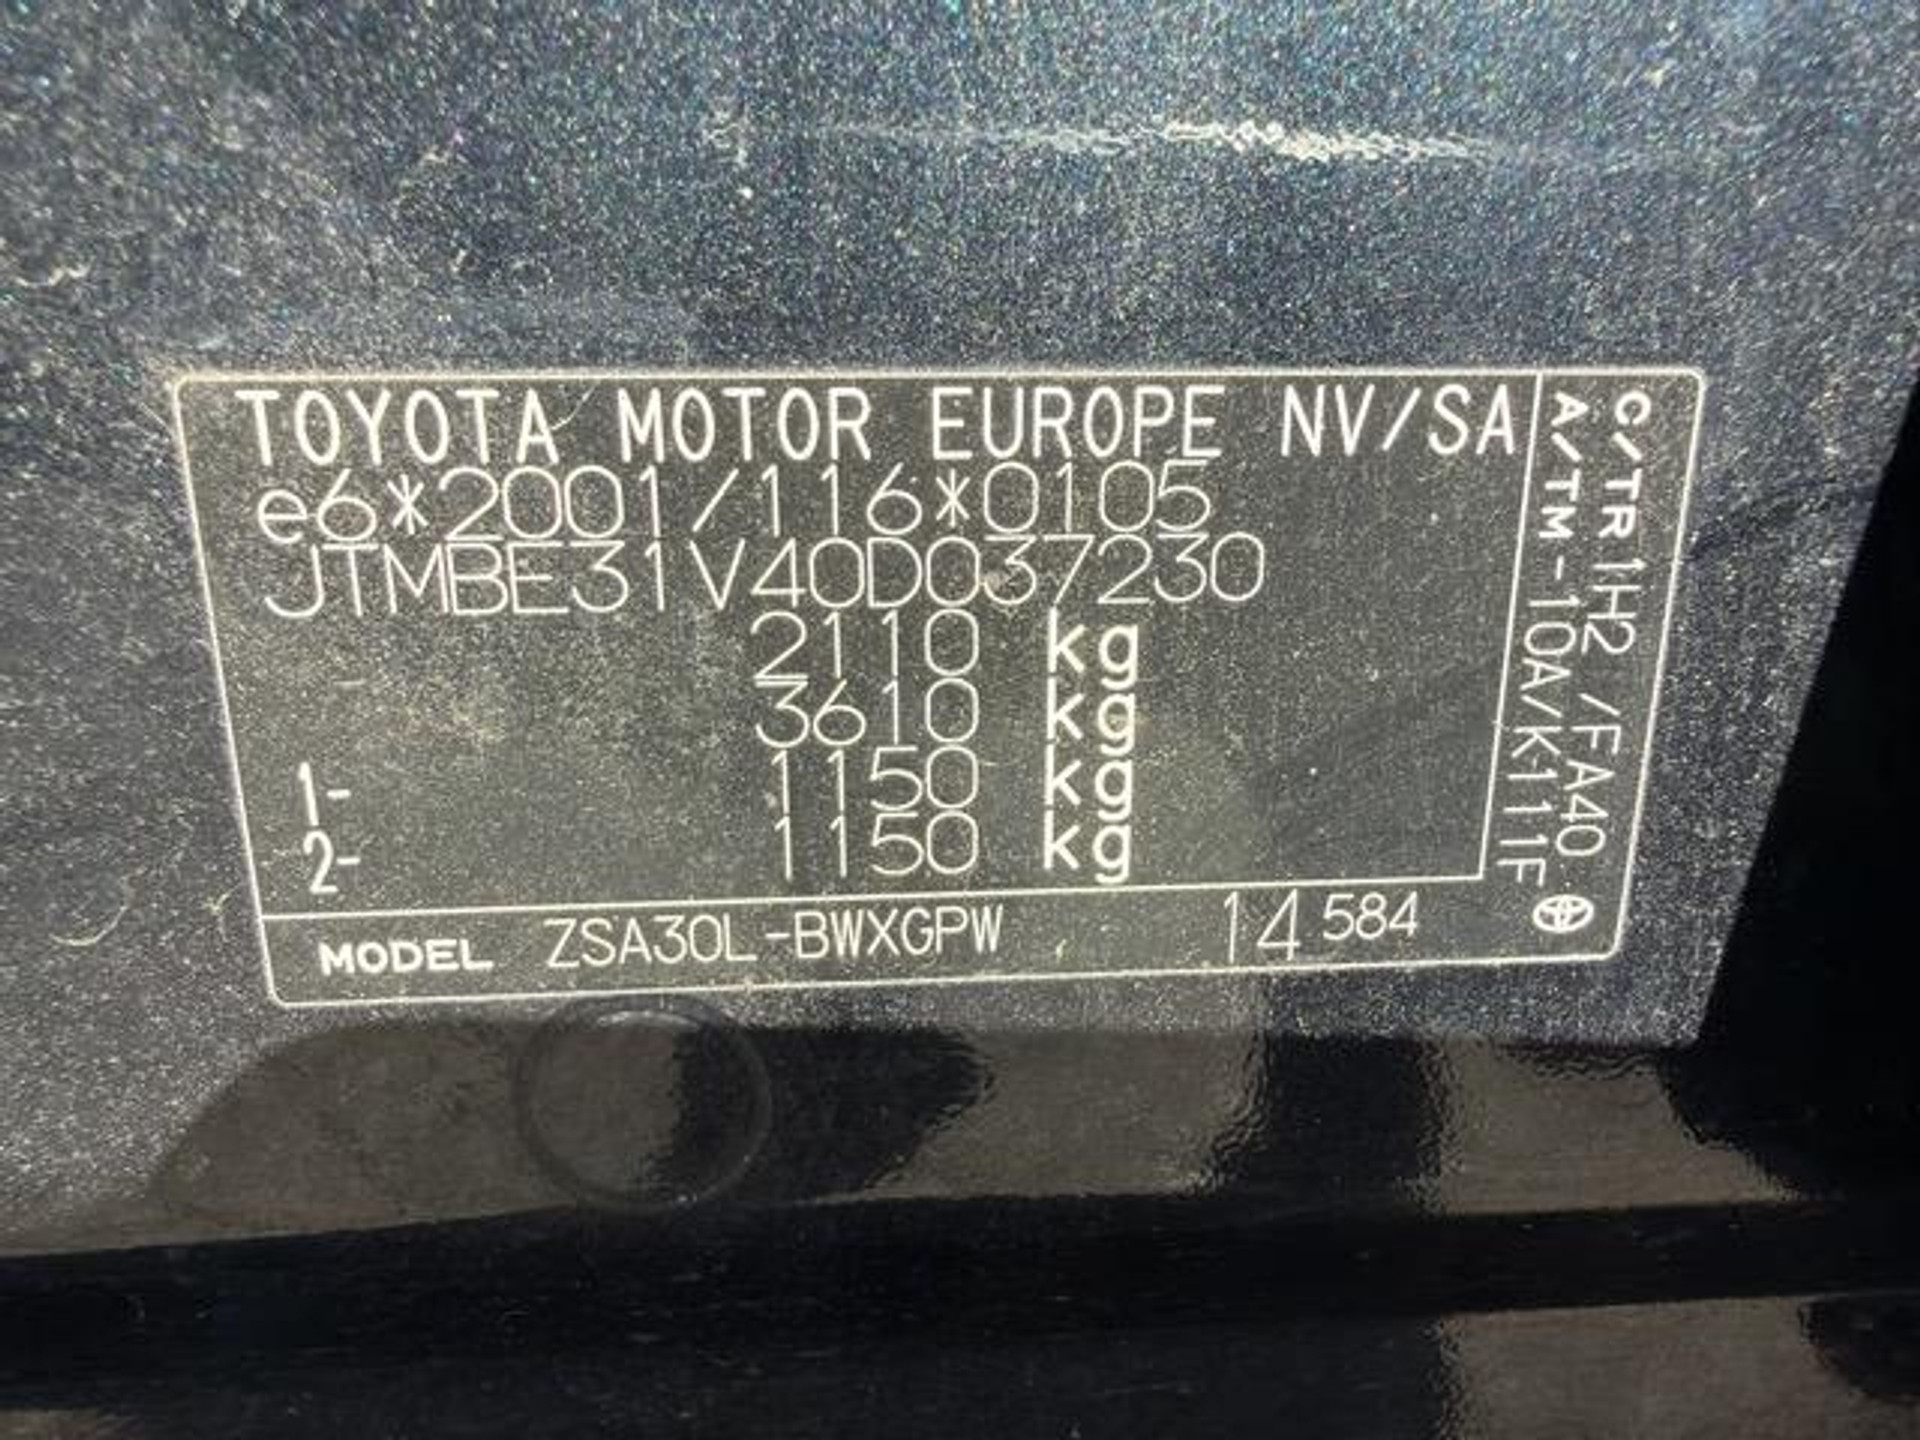 TOYOTA MOTOR EUROPE NV/SA
e6*2001/116*0105
JTMBE31V40D037230
2110 kg
3610 kg
1- 1150 kg
2- 1150 kg
MODEL ZSA30L-BWXGPW 14 584
C/TR 1H2 /FA40
A/TM-10A/K111F